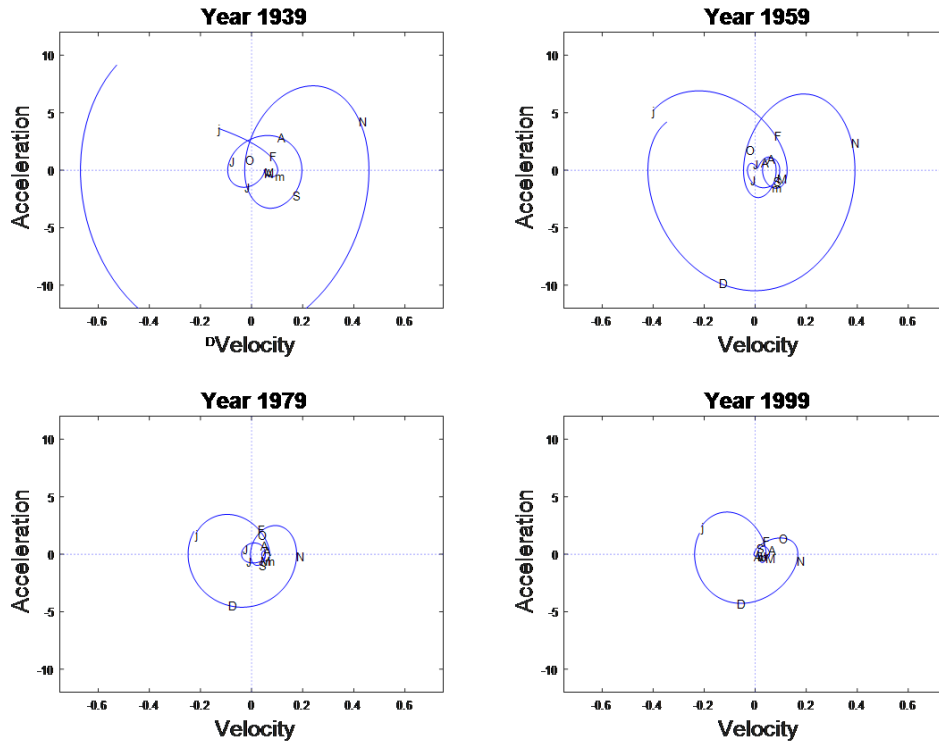 Year 1939
Acceleration
10
5
0
-5
-10
N
j
A
F
O
J
M
m
J
S
-0.6 -0.4 -0.2 0 0.2 0.4 0.6
D
Velocity
Year 1959
Acceleration
10
5
0
-5
-10
j
F
N
O
A
J A
J
M
m
D
-0.6 -0.4 -0.2 0 0.2 0.4 0.6
Velocity
Year 1979
Acceleration
10
5
0
-5
-10
F
O
j
A
J
N
J
m
S
D
-0.6 -0.4 -0.2 0 0.2 0.4 0.6
Velocity
Year 1999
Acceleration
10
5
0
-5
-10
j
F
O
S
A
N
M
D
-0.6 -0.4 -0.2 0 0.2 0.4 0.6
Velocity